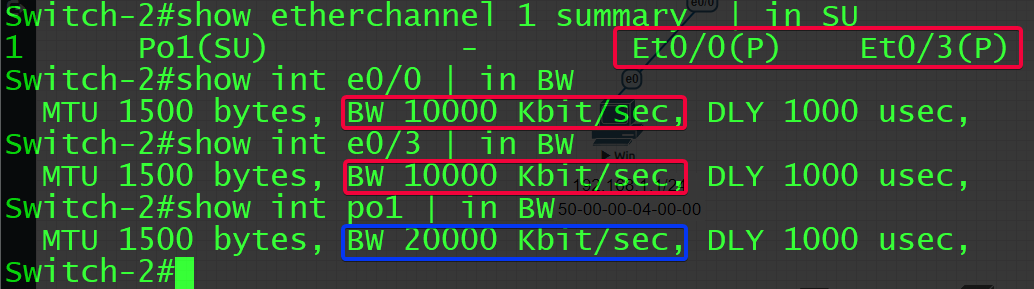 Switch-2#show etherchannel 1 summary | in SU
1 Po1(SU) - Et0/0(P) Et0/3(P)
Switch-2#show int e0/0 | in BW
MTU 1500 bytes, BW 10000 Kbit/sec, DLY 1000 usec,
Switch-2#show int e0/3 | in BW
MTU 1500 bytes, BW 10000 Kbit/sec, DLY 1000 usec,
Switch-2#show int po1 | in BW
MTU 1500 bytes, BW 20000 Kbit/sec, DLY 1000 usec,
Switch-2#
e0/0
e0
Win
50-00-00-04-00-00